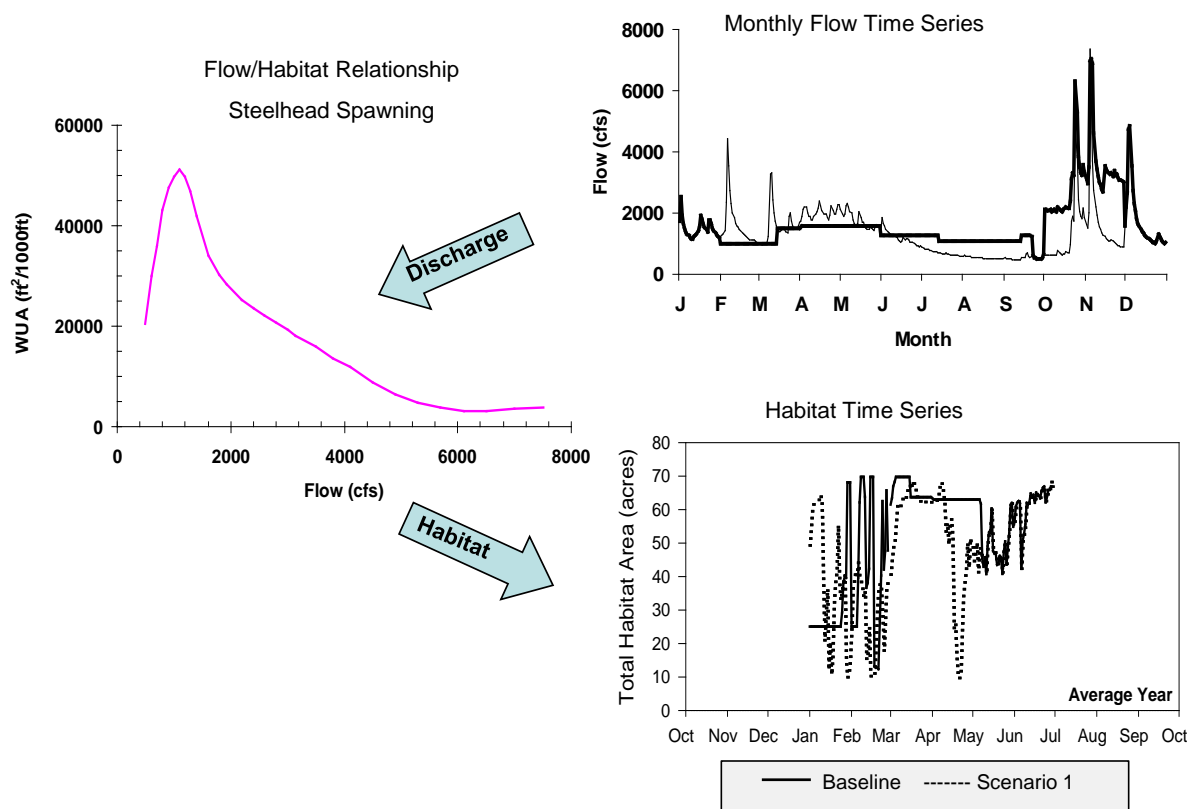 Flow/Habitat Relationship
Steelhead Spawning
60000
40000
20000
0
WUA (ft²/1000ft)
0 2000 4000 6000 8000
Flow (cfs)
Discharge
Habitat
Monthly Flow Time Series
8000
6000
4000
2000
0
Flow (cfs)
J F M A M J J A S O N D
Month
Habitat Time Series
80
70
60
50
40
30
20
10
0
Total Habitat Area (acres)
Average Year
Oct Nov Dec Jan Feb Mar Apr May Jun Jul Aug Sep Oct
Baseline Scenario 1